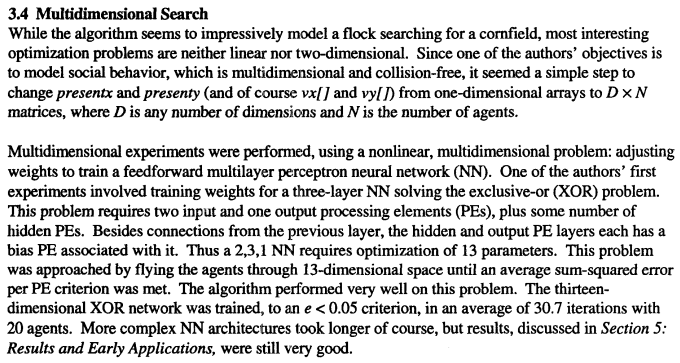 3.4 Multidimensional Search
While the algorithm seems to impressively model a flock searching for a cornfield, most interesting
optimization problems are neither linear nor two-dimensional. Since one of the authors' objectives is
to model social behavior, which is multidimensional and collision-free, it seemed a simple step to
change presentx and presenty (and of course vx[] and vy[]) from one-dimensional arrays to D × N
matrices, where D is any number of dimensions and N is the number of agents.

Multidimensional experiments were performed, using a nonlinear, multidimensional problem: adjusting
weights to train a feedforward multilayer perceptron neural network (NN). One of the authors' first
experiments involved training weights for a three-layer NN solving the exclusive-or (XOR) problem.
This problem requires two input and one output processing elements (PEs), plus some number of
hidden PEs. Besides connections from the previous layer, the hidden and output PE layers each has a
bias PE associated with it. Thus a 2,3,1 NN requires optimization of 13 parameters. This problem
was approached by flying the agents through 13-dimensional space until an average sum-squared error
per PE criterion was met. The algorithm performed very well on this problem. The thirteen-
dimensional XOR network was trained, to an e < 0.05 criterion, in an average of 30.7 iterations with
20 agents. More complex NN architectures took longer of course, but results, discussed in Section 5:
Results and Early Applications, were still very good.